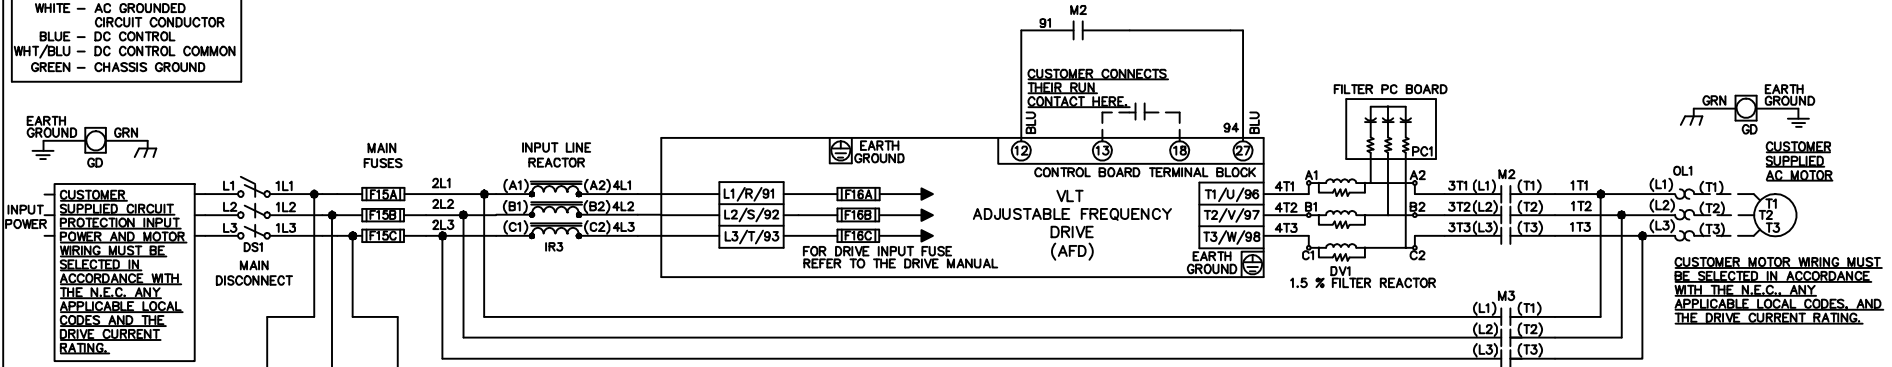 WHITE – AC GROUNDED
CIRCUIT CONDUCTOR
BLUE – DC CONTROL
WHT/BLU – DC CONTROL COMMON
GREEN – CHASSIS GROUND
EARTH
GROUND
GRN
GD
INPUT
POWER
CUSTOMER
SUPPLIED CIRCUIT
PROTECTION INPUT
POWER AND MOTOR
WIRING MUST BE
SELECTED IN
ACCORDANCE WITH
THE N.E.C. ANY
APPLICABLE LOCAL
CODES AND THE
DRIVE CURRENT
RATING.
L1 1L1
L2 1L2
L3 1L3
DS1
MAIN
DISCONNECT
MAIN
FUSES
F15A
F15B
F15C
2L1
2L2
2L3
INPUT LINE
REACTOR
(A1) (A2) 4L1
(B1) (B2) 4L2
(C1) (C2) 4L3
IR3
L1/R/91
L2/S/92
L3/T/93
EARTH
GROUND
F16A
F16B
F16C
FOR DRIVE INPUT FUSE
REFER TO THE DRIVE MANUAL
M2
91
CUSTOMER CONNECTS
THEIR RUN
CONTACT HERE.
BLU
94 BLU
12 13 18 27
CONTROL BOARD TERMINAL BLOCK
VLT
ADJUSTABLE FREQUENCY
DRIVE
(AFD)
T1/U/96
T2/V/97
T3/W/98
EARTH
GROUND
4T1
4T2
4T3
FILTER PC BOARD
PC1
A1 A2
B1 B2
C1 C2
DV1
1.5 % FILTER REACTOR
M2
3T1 (L1) (T1) 1T1
3T2 (L2) (T2) 1T2
3T3 (L3) (T3) 1T3
M3
(L1) (T1)
(L2) (T2)
(L3) (T3)
OL1
(L1) (T1)
(L2) (T2)
(L3) (T3)
T1
T2
T3
GRN
GD
EARTH
GROUND
CUSTOMER
SUPPLIED
AC MOTOR
CUSTOMER MOTOR WIRING MUST
BE SELECTED IN ACCORDANCE
WITH THE N.E.C., ANY
APPLICABLE LOCAL CODES, AND
THE DRIVE CURRENT RATING.